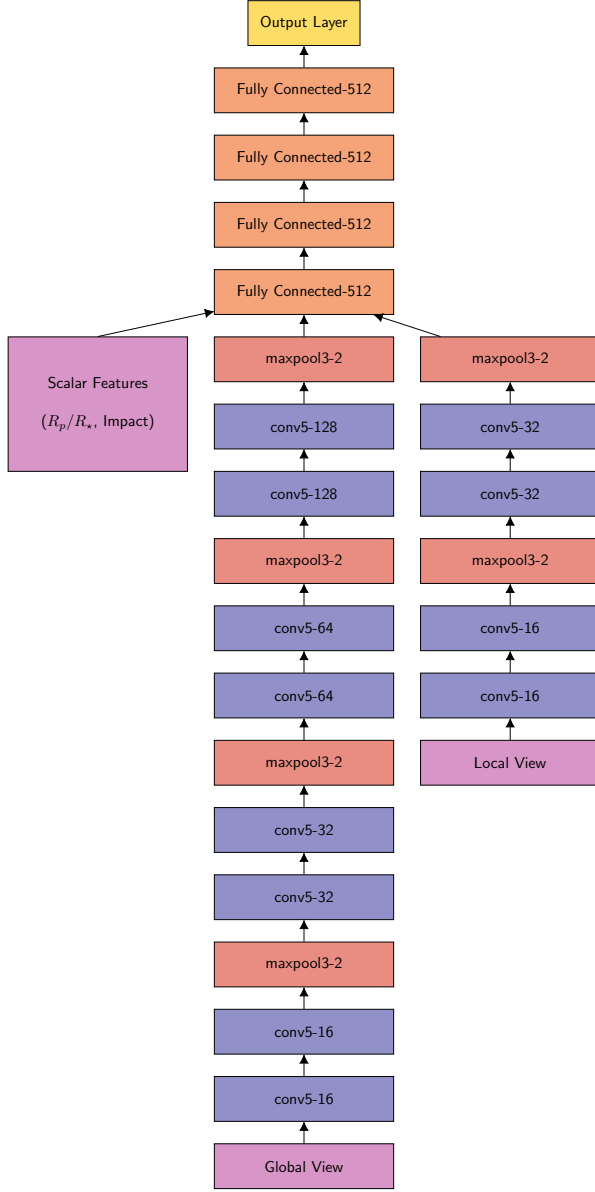 Output Layer
Fully Connected-512
Fully Connected-512
Fully Connected-512
Fully Connected-512
Scalar Features
($R_p/R_\star$, Impact)
maxpool3-2
conv5-128
conv5-128
maxpool3-2
conv5-64
conv5-64
maxpool3-2
conv5-32
conv5-32
maxpool3-2
conv5-16
conv5-16
Global View
maxpool3-2
conv5-32
conv5-32
maxpool3-2
conv5-16
conv5-16
Local View